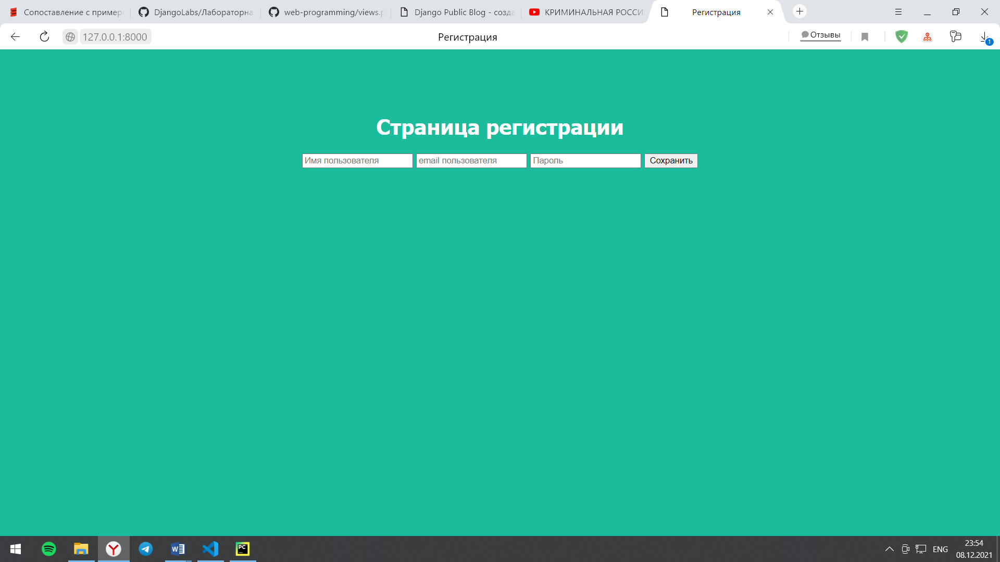 Сопоставление с пример
DjangoLabs/Лабораторна
web-programming/views.p
Django Public Blog - созда
КРИМИНАЛЬНАЯ РОССИ
Регистрация
127.0.0.1:8000
Регистрация
Отзывы
1
Страница регистрации
Имя пользователя
email пользователя
Пароль
Сохранить
ENG
23:54
08.12.2021